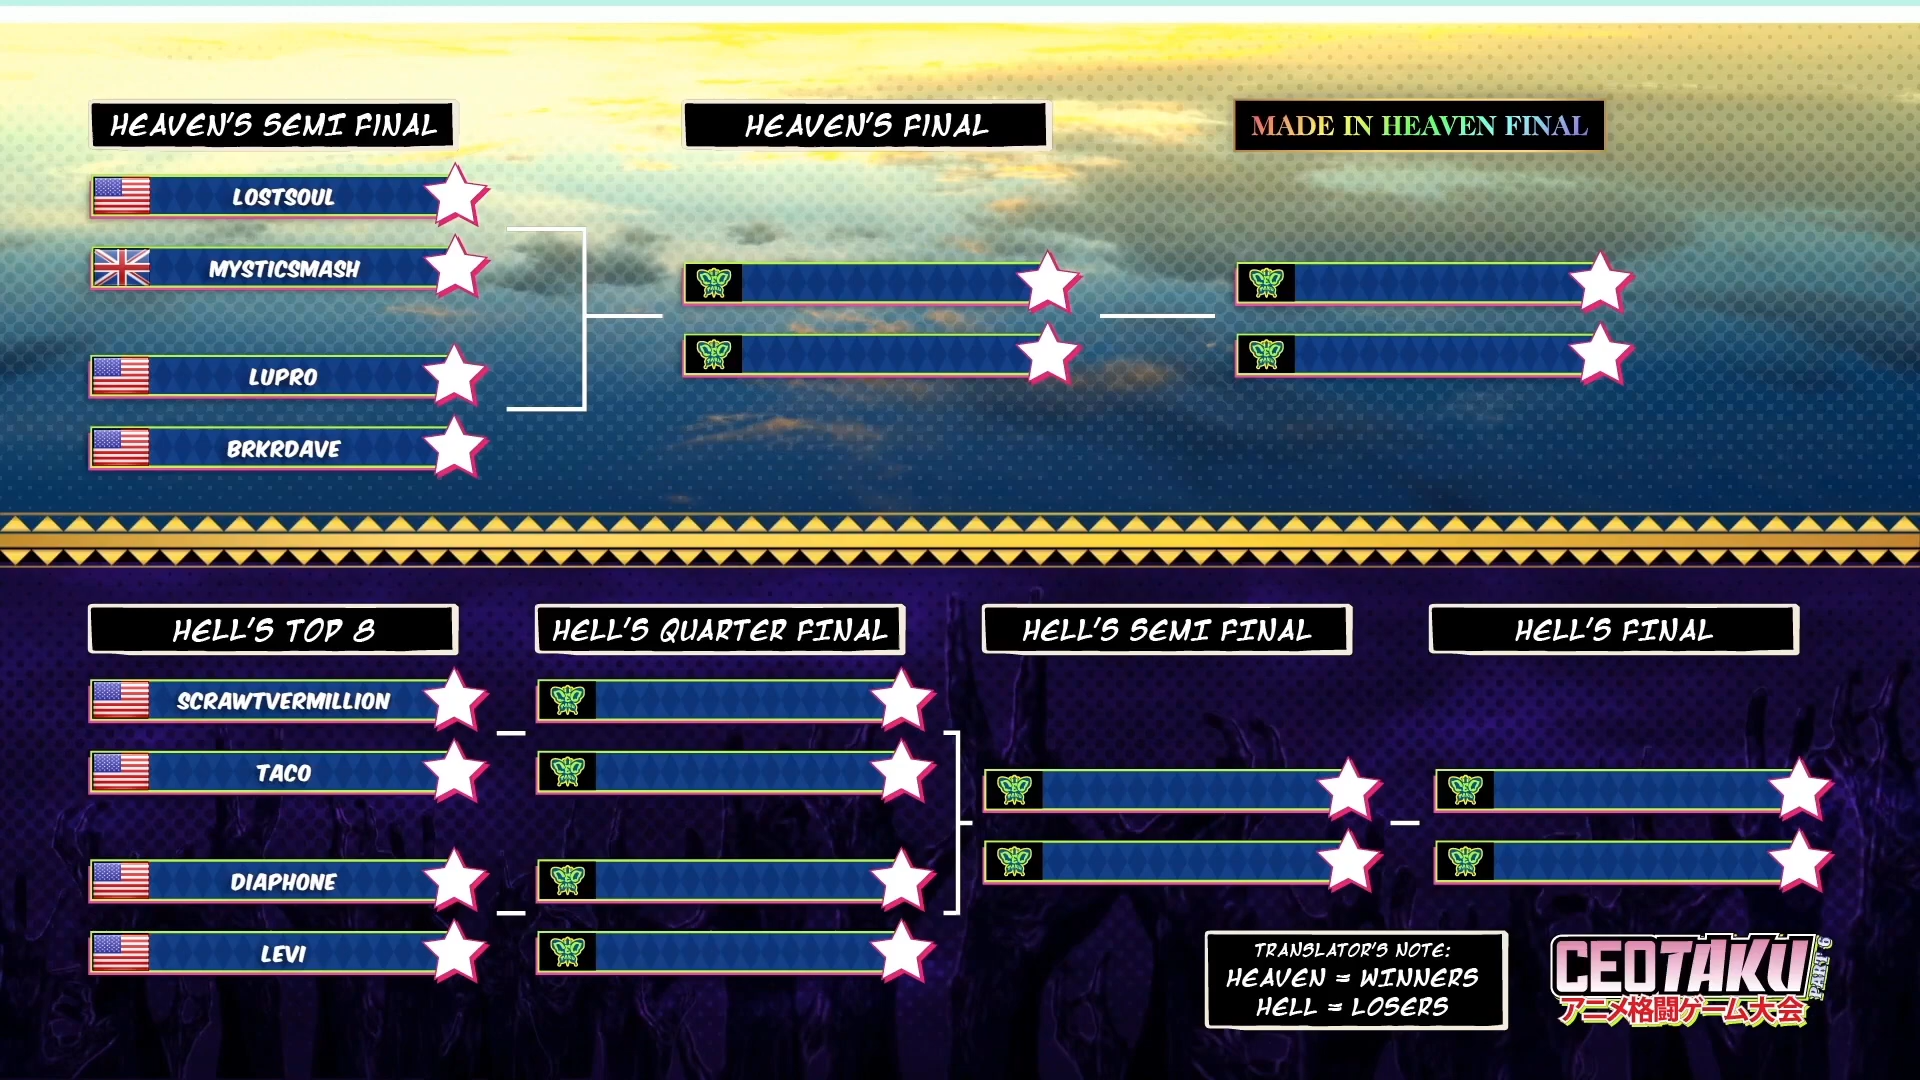 HEAVEN'S SEMI FINAL
HEAVEN'S FINAL
MADE IN HEAVEN FINAL
LOSTSOUL
MYSTICSMASH
LUPRO
BRKRDAVE
HELL'S TOP 8
HELL'S QUARTER FINAL
HELL'S SEMI FINAL
HELL'S FINAL
SCRAWTVERMILLION
TACO
DIAPHONE
LEVI
TRANSLATOR'S NOTE:
HEAVEN = WINNERS
HELL = LOSERS
CEOTAKU
PART 6
アニメ格闘ゲーム大会